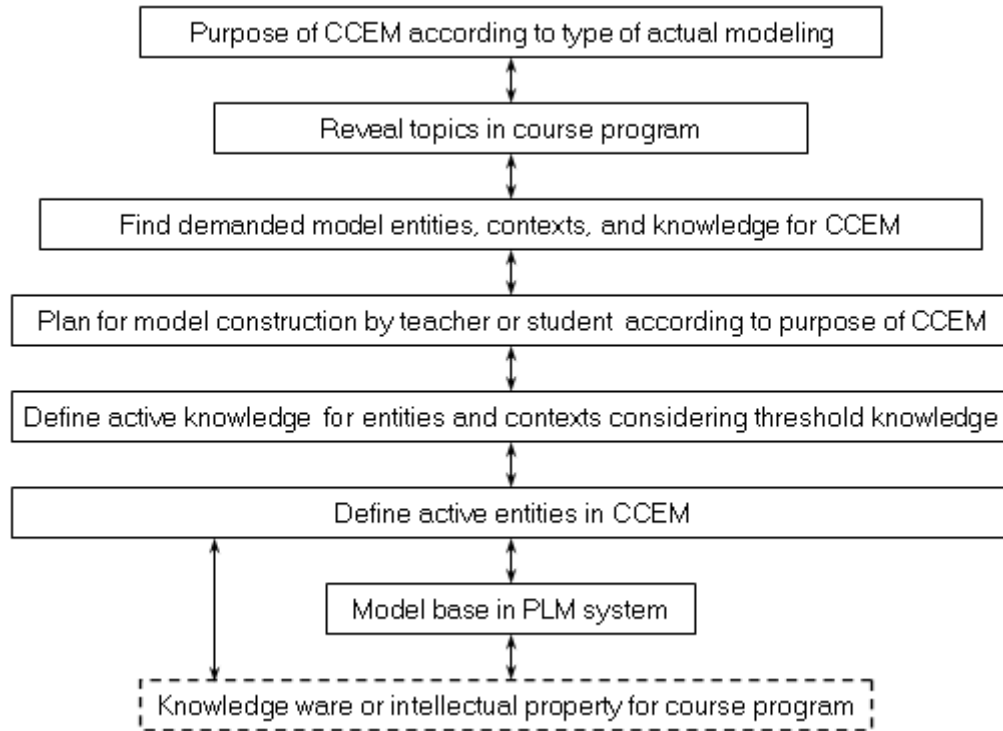 Purpose of CCEM according to type of actual modeling
Reveal topics in course program
Find demanded model entities, contexts, and knowledge for CCEM
Plan for model construction by teacher or student according to purpose of CCEM
Define active knowledge for entities and contexts considering threshold knowledge
Define active entities in CCEM
Model base in PLM system
Knowledge ware or intellectual property for course program